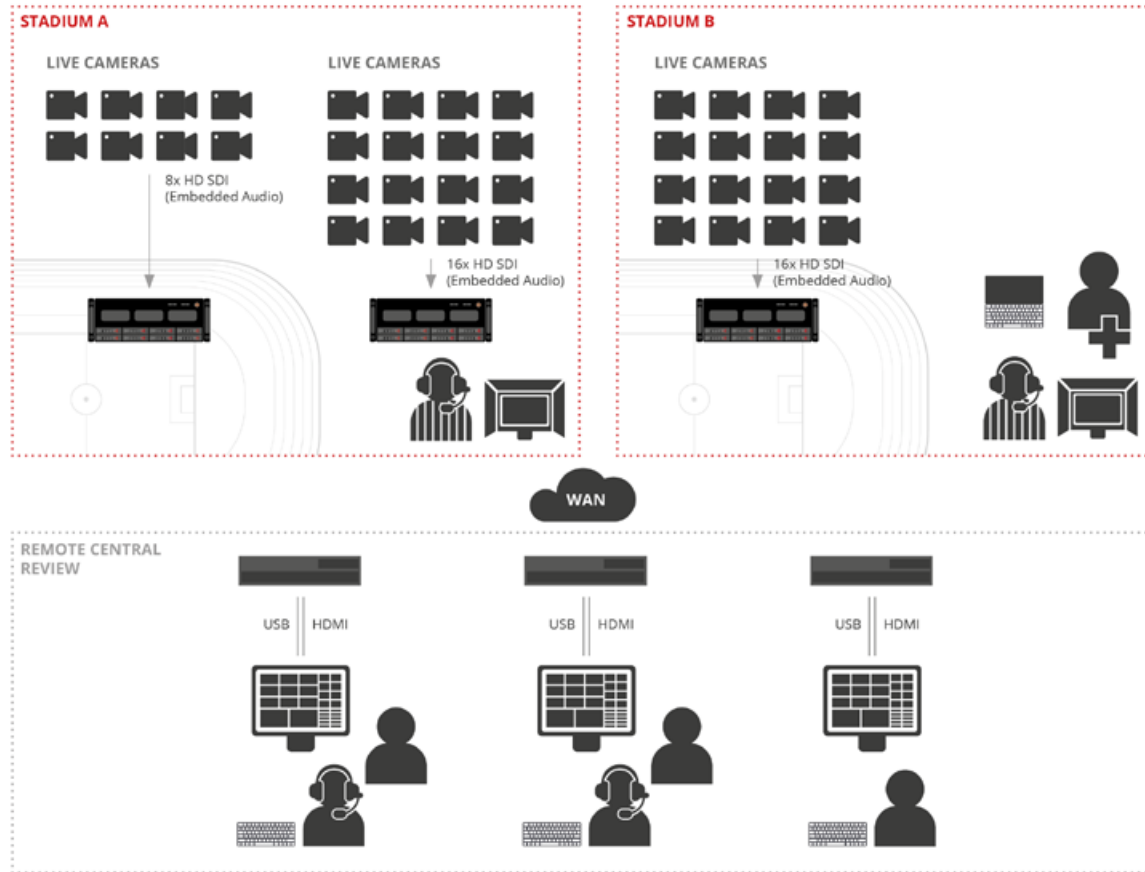 STADIUM A
LIVE CAMERAS
LIVE CAMERAS
8x HD SDI
(Embedded Audio)
16x HD SDI
(Embedded Audio)
STADIUM B
LIVE CAMERAS
16x HD SDI
(Embedded Audio)
WAN
REMOTE CENTRAL
REVIEW
USB HDMI
USB HDMI
USB HDMI